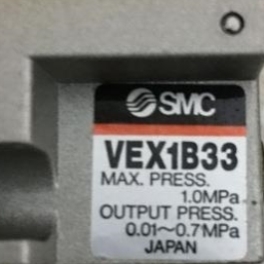 SMC
VEX1B33
MAX. PRESS.
1.0MPa
OUTPUT PRESS.
0.01~0.7MPa
JAPAN